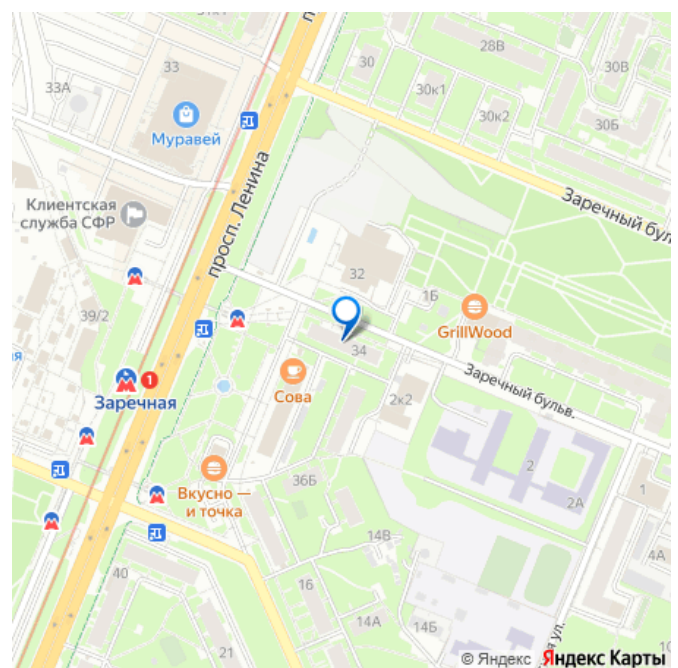 28В
30В
33
30
33А
30к1
30к2
30Б
Муравей
просп. Ленина
Клиентская
служба СФР
Заречный бул
32
1Б
39/2
GrillWood
34
Заречный бульв.
1
Заречная
Сова
2к2
2
36Б
Вкусно —
и точка
2А
1
14В
4А
40
16
21
14Б
ул.
© Яндекс Яндекс Карты